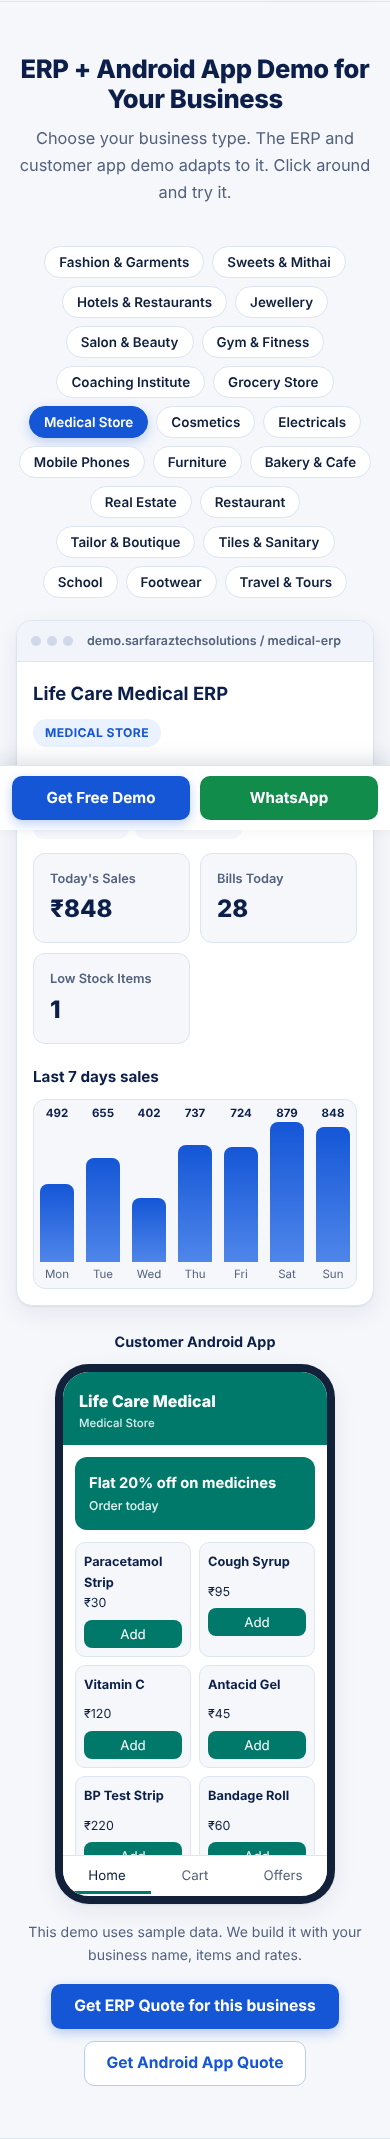 ERP + Android App Demo for
Your Business
Choose your business type. The ERP and
customer app demo adapts to it. Click around
and try it.
Fashion & Garments
Sweets & Mithai
Hotels & Restaurants
Jewellery
Salon & Beauty
Gym & Fitness
Coaching Institute
Grocery Store
Medical Store
Cosmetics
Electricals
Mobile Phones
Furniture
Bakery & Cafe
Real Estate
Restaurant
Tailor & Boutique
Tiles & Sanitary
School
Footwear
Travel & Tours
demo.sarfaraztechsolutions / medical-erp
Life Care Medical ERP
MEDICAL STORE
Get Free Demo
WhatsApp
Today's Sales
₹848
Bills Today
28
Low Stock Items
1
Last 7 days sales
492 655 402 737 724 879 848
Mon Tue Wed Thu Fri Sat Sun
Customer Android App
Life Care Medical
Medical Store
Flat 20% off on medicines
Order today
Paracetamol
Strip
₹30
Add
Cough Syrup
₹95
Add
Vitamin C
₹120
Add
Antacid Gel
₹45
Add
BP Test Strip
₹220
Add
Bandage Roll
₹60
Add
Home
Cart
Offers
This demo uses sample data. We build it with your
business name, items and rates.
Get ERP Quote for this business
Get Android App Quote